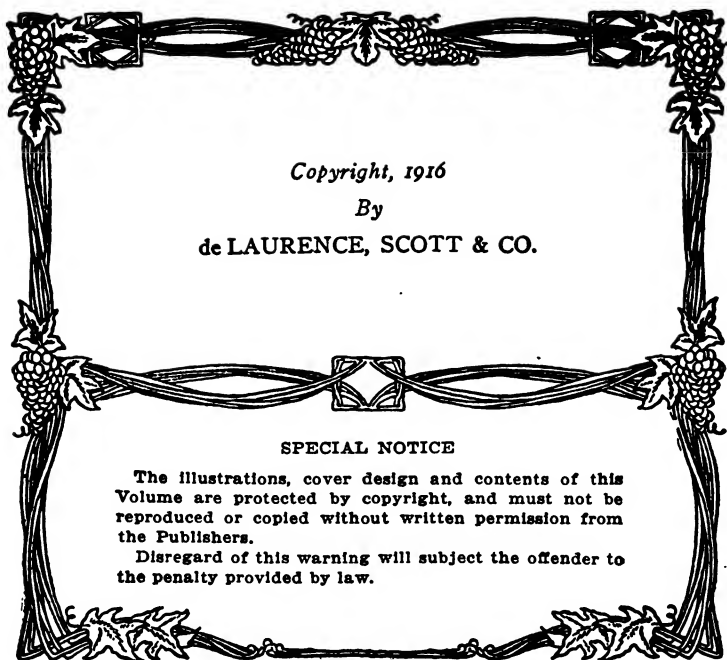 Copyright, 1916
By
de LAURENCE, SCOTT & CO.
SPECIAL NOTICE
The illustrations, cover design and contents of this
Volume are protected by copyright, and must not be
reproduced or copied without written permission from
the Publishers.
Disregard of this warning will subject the offender to
the penalty provided by law.